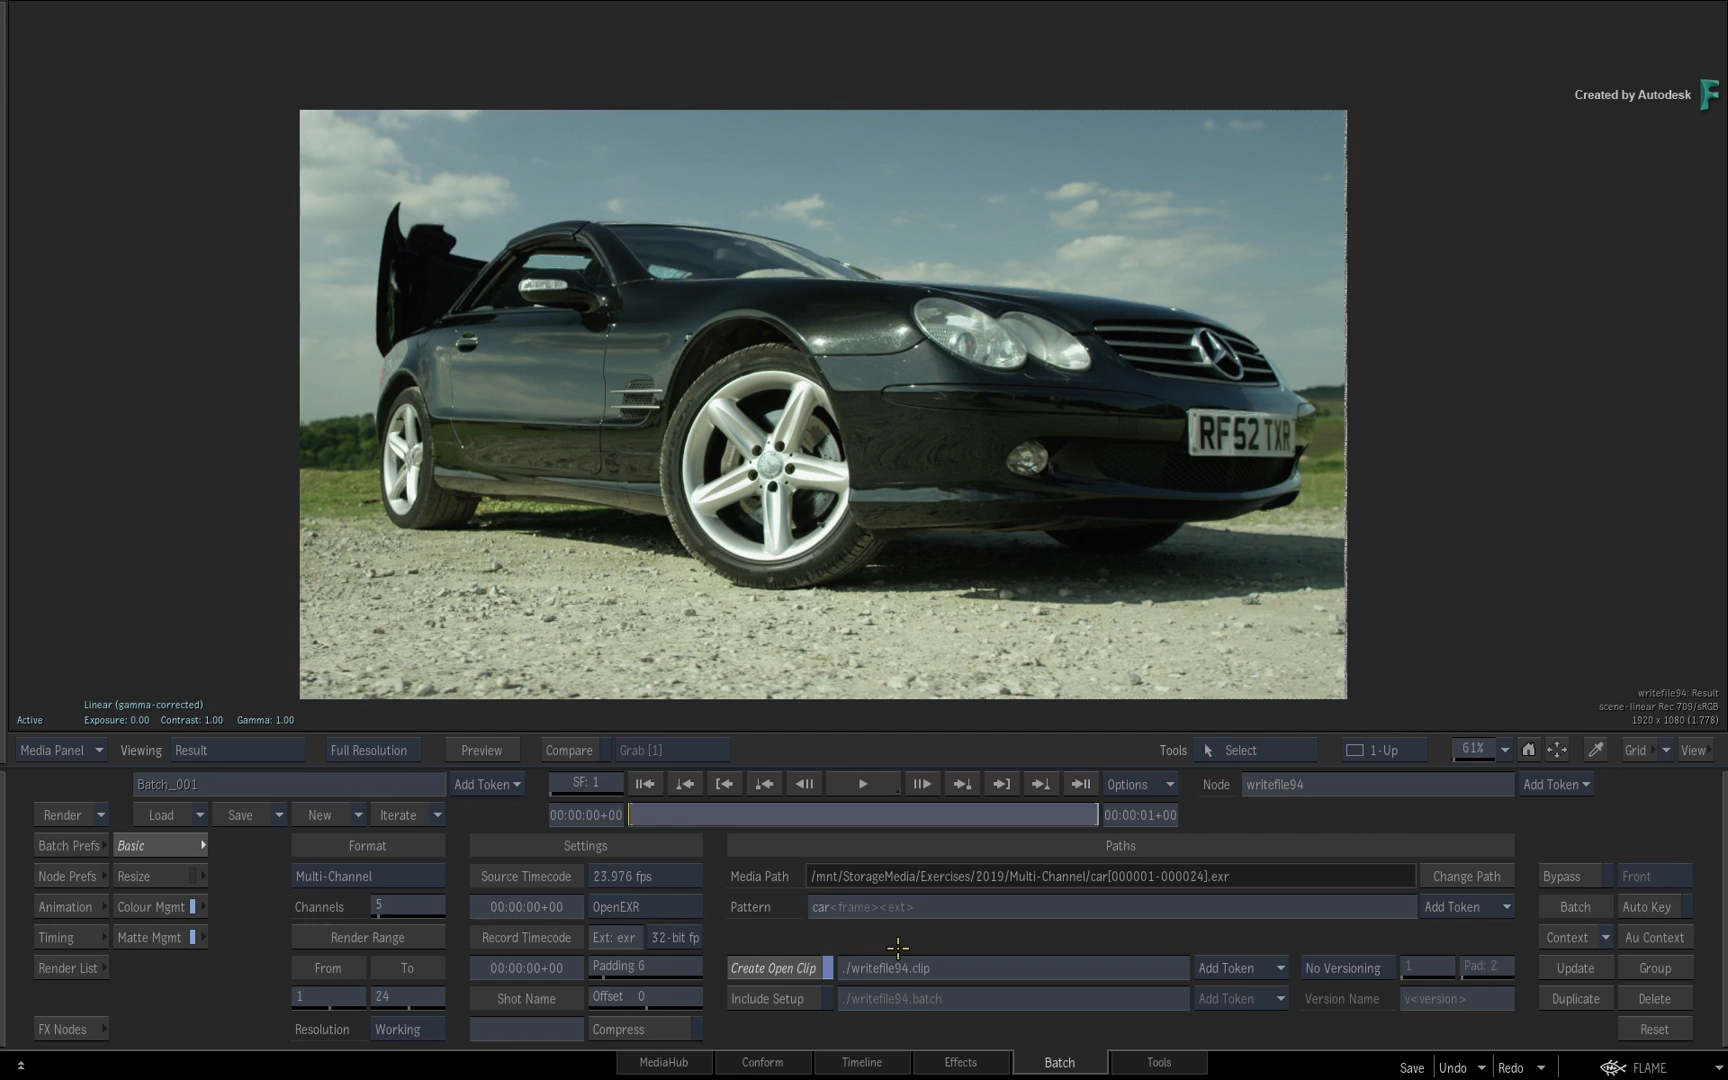 Created by Autodesk
RF52 TXR
Linear (gamma-corrected)
Active Exposure: 0.00 Contrast: 1.00 Gamma: 1.00
writefile94: Result
scene-linear Rec 709/sRGB
1920 x 1080 (1.778)
Media Panel Viewing Result Full Resolution Preview Compare Grab [1] Tools Select 1-Up 61% Grid View
Batch_001 Add Token SF: 1 Options Node writefile94 Add Token
Render Load Save New Iterate 00:00:00+00 00:00:01+00
Batch Prefs Basic Format Settings Paths
Node Prefs Resize Multi-Channel Source Timecode 23.976 fps Media Path /mnt/StorageMedia/Exercises/2019/Multi-Channel/car[000001-000024].exr Change Path Bypass Front
Animation Colour Mgmt Channels 5 00:00:00+00 OpenEXR Pattern car<frame><ext> Add Token Batch Auto Key
Timing Matte Mgmt Render Range Record Timecode Ext: exr 32-bit fp Context Au Context
Render List From To 00:00:00+00 Padding 6 Create Open Clip ./writefile94.clip Add Token No Versioning 1 Pad: 2 Update Group
1 24 Shot Name Offset 0 Include Setup ./writefile94.batch Add Token Version Name v<version> Duplicate Delete
FX Nodes Resolution Working Compress Reset
MediaHub Conform Timeline Effects Batch Tools Save Undo Redo FLAME